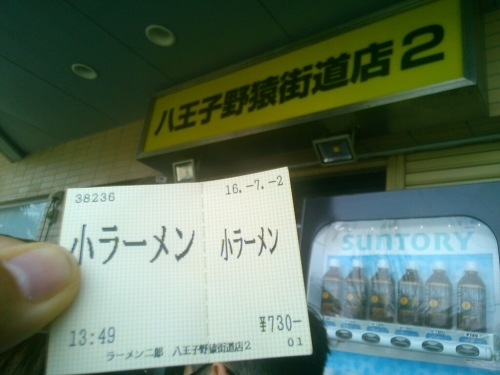 八王子野猿街道店2
38236
16.-7.-2
小ラーメン
小ラーメン
13:49
¥730-
ラーメン二郎 八王子野猿街道店2
01
SUNTORY